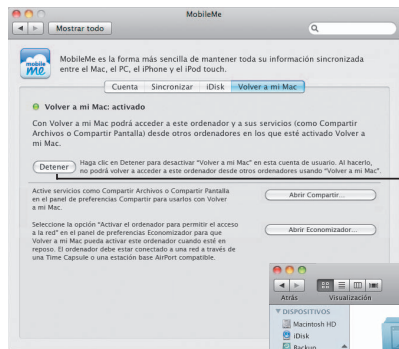 MobileMe
Mostrar todo
mobile
me
MobileMe es la forma más sencilla de mantener toda su información sincronizada
entre el Mac, el PC, el iPhone y el iPod touch.
Cuenta Sincronizar iDisk Volver a mi Mac
Volver a mi Mac: activado
Con Volver a mi Mac podrá acceder a este ordenador y a sus servicios (como Compartir
Archivos o Compartir Pantalla) desde otros ordenadores en los que esté activado Volver a
mi Mac.
Detener
Haga clic en Detener para desactivar "Volver a mi Mac" en esta cuenta de usuario. Al hacerlo,
no podrá volver a acceder a este ordenador desde otros ordenadores usando "Volver a mi Mac".
Active servicios como Compartir Archivos o Compartir Pantalla
en el panel de preferencias Compartir para usarlos con Volver
a mi Mac.
Abrir Compartir...
Seleccione la opción "Activar el ordenador para permitir el acceso
a la red" en el panel de preferencias Economizador para que
Volver a mi Mac pueda activar este ordenador cuando esté en
reposo. El ordenador debe estar conectado a una red a través de
una Time Capsule o una estación base AirPort compatible.
Abrir Economizador...
Atrás Visualización
DISPOSITIVOS
Macintosh HD
iDisk
Backup